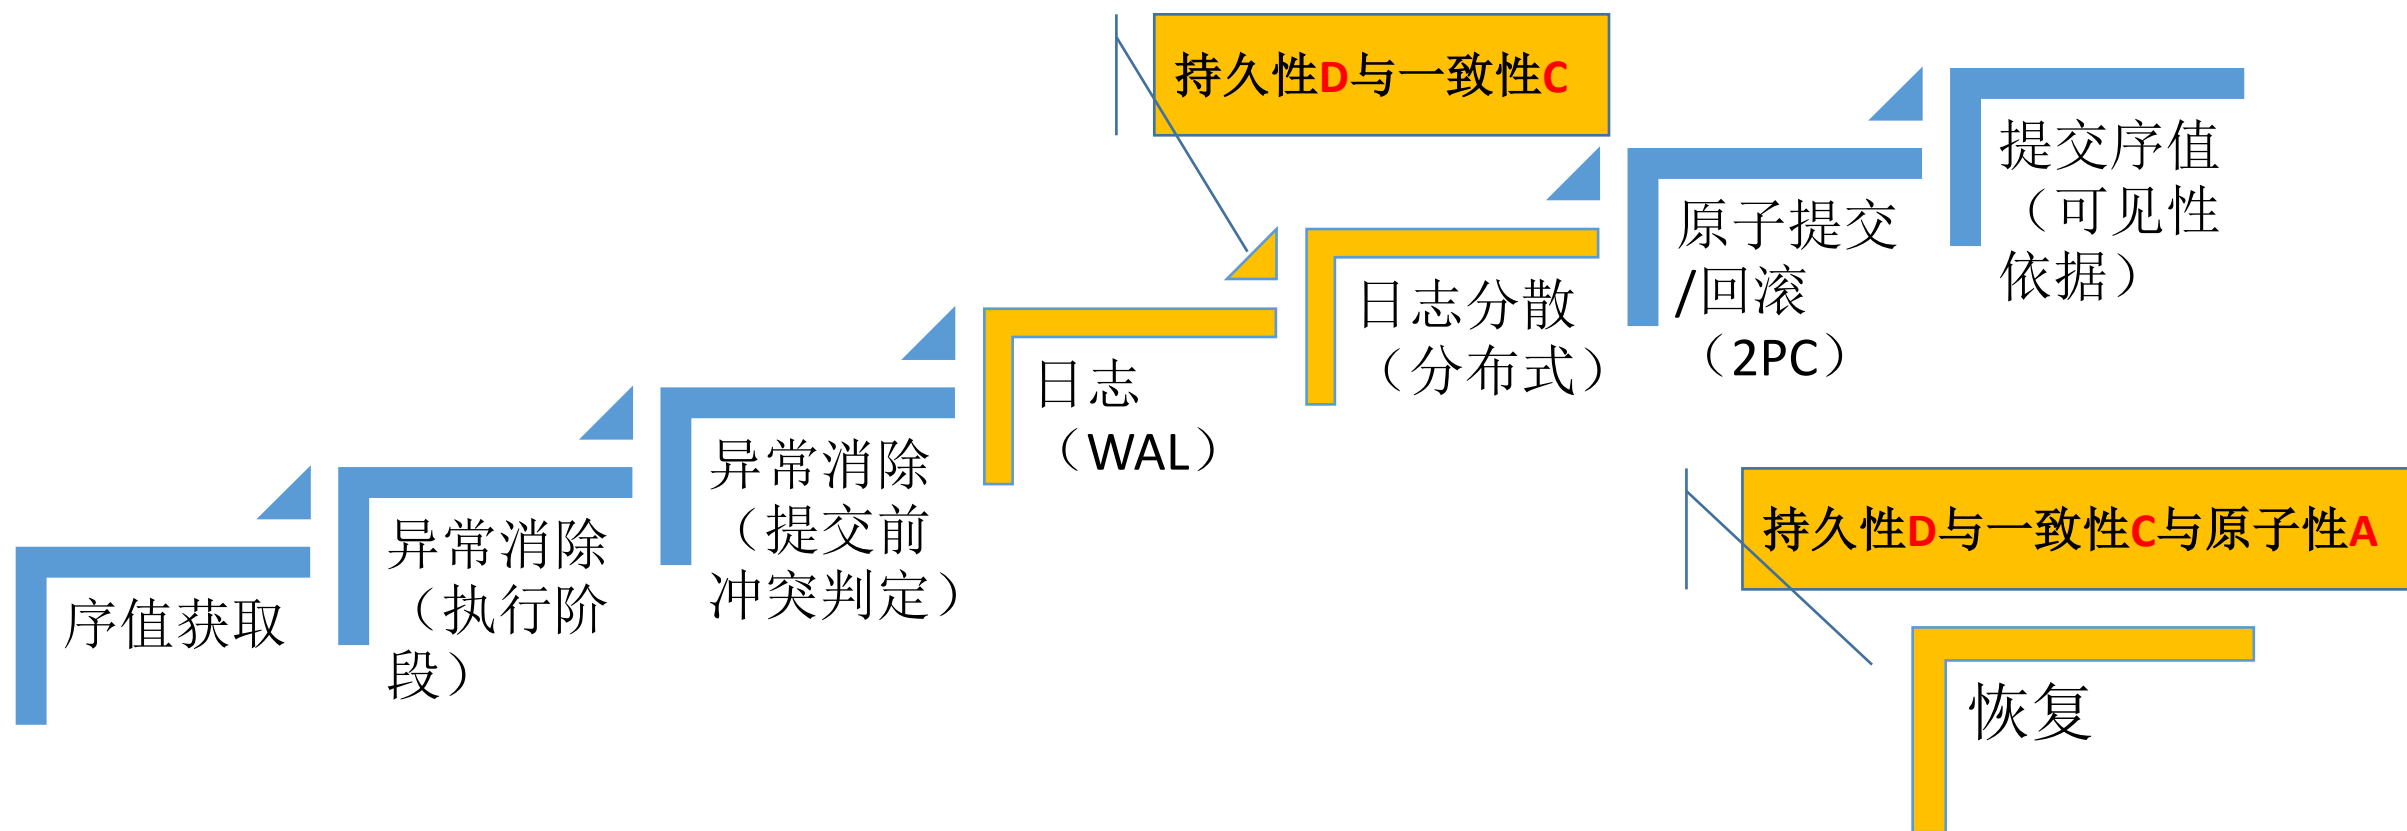 持久性D与一致性C
序值获取
异常消除
（执行阶
段）
异常消除
（提交前
冲突判定）
日志
（WAL）
日志分散
（分布式）
原子提交
/回滚
（2PC）
提交序值
（可见性
依据）
持久性D与一致性C与原子性A
恢复